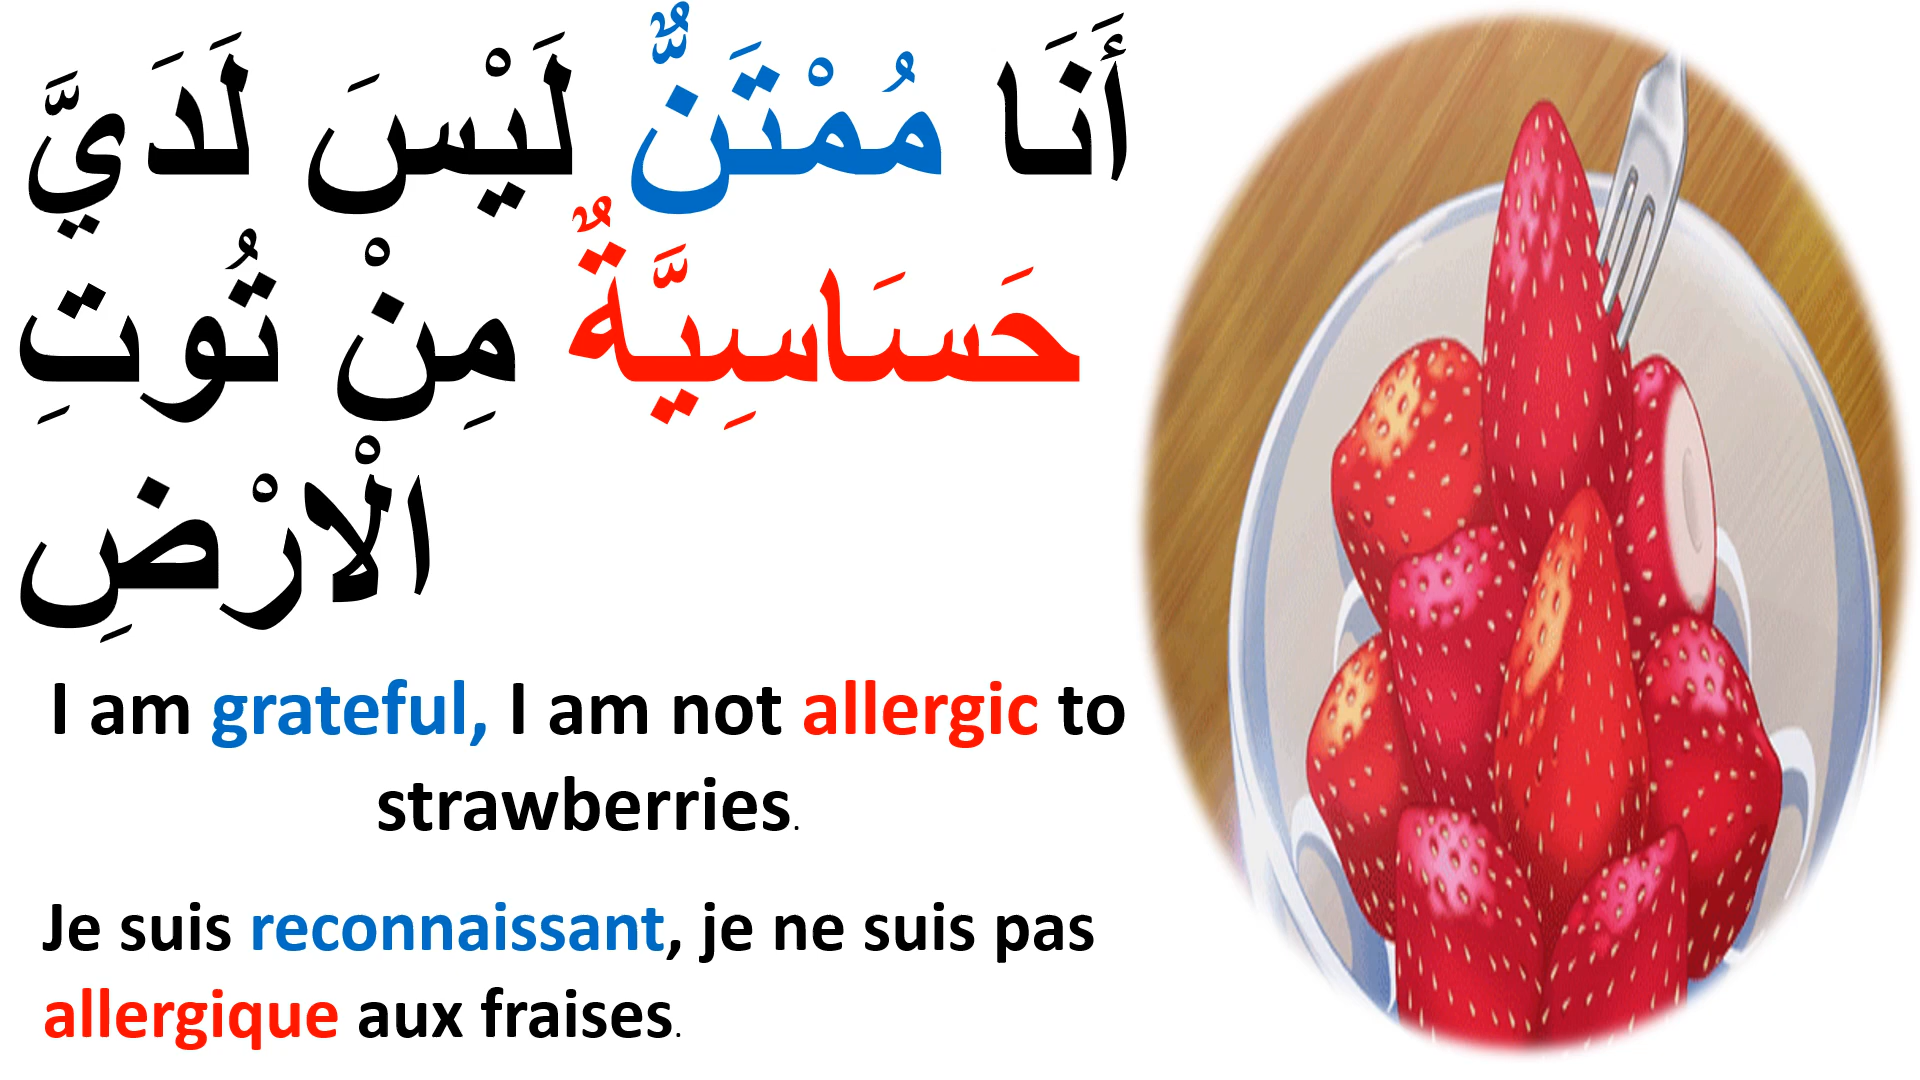 أَنَا مُمْتَنٌّ لَيْسَ لَدَيَّ
حَسَاسِيَّةٌ مِنْ تُوتِ
الْارْضِ
I am grateful, I am not allergic to
strawberries.
Je suis reconnaissant, je ne suis pas
allergique aux fraises.